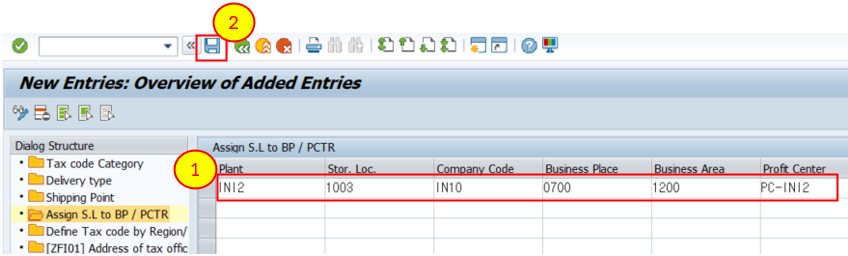 2
New Entries: Overview of Added Entries
Dialog Structure
Tax code Category
Delivery type
Shipping Point
Assign S.L to BP / PCTR
Define Tax code by Region/
[ZFI01] Address of tax offic
Assign S.L to BP / PCTR
1
Plant Stor. Loc. Company Code Business Place Business Area Profit Center
INI2 1003 IN10 0700 1200 PC-INI2